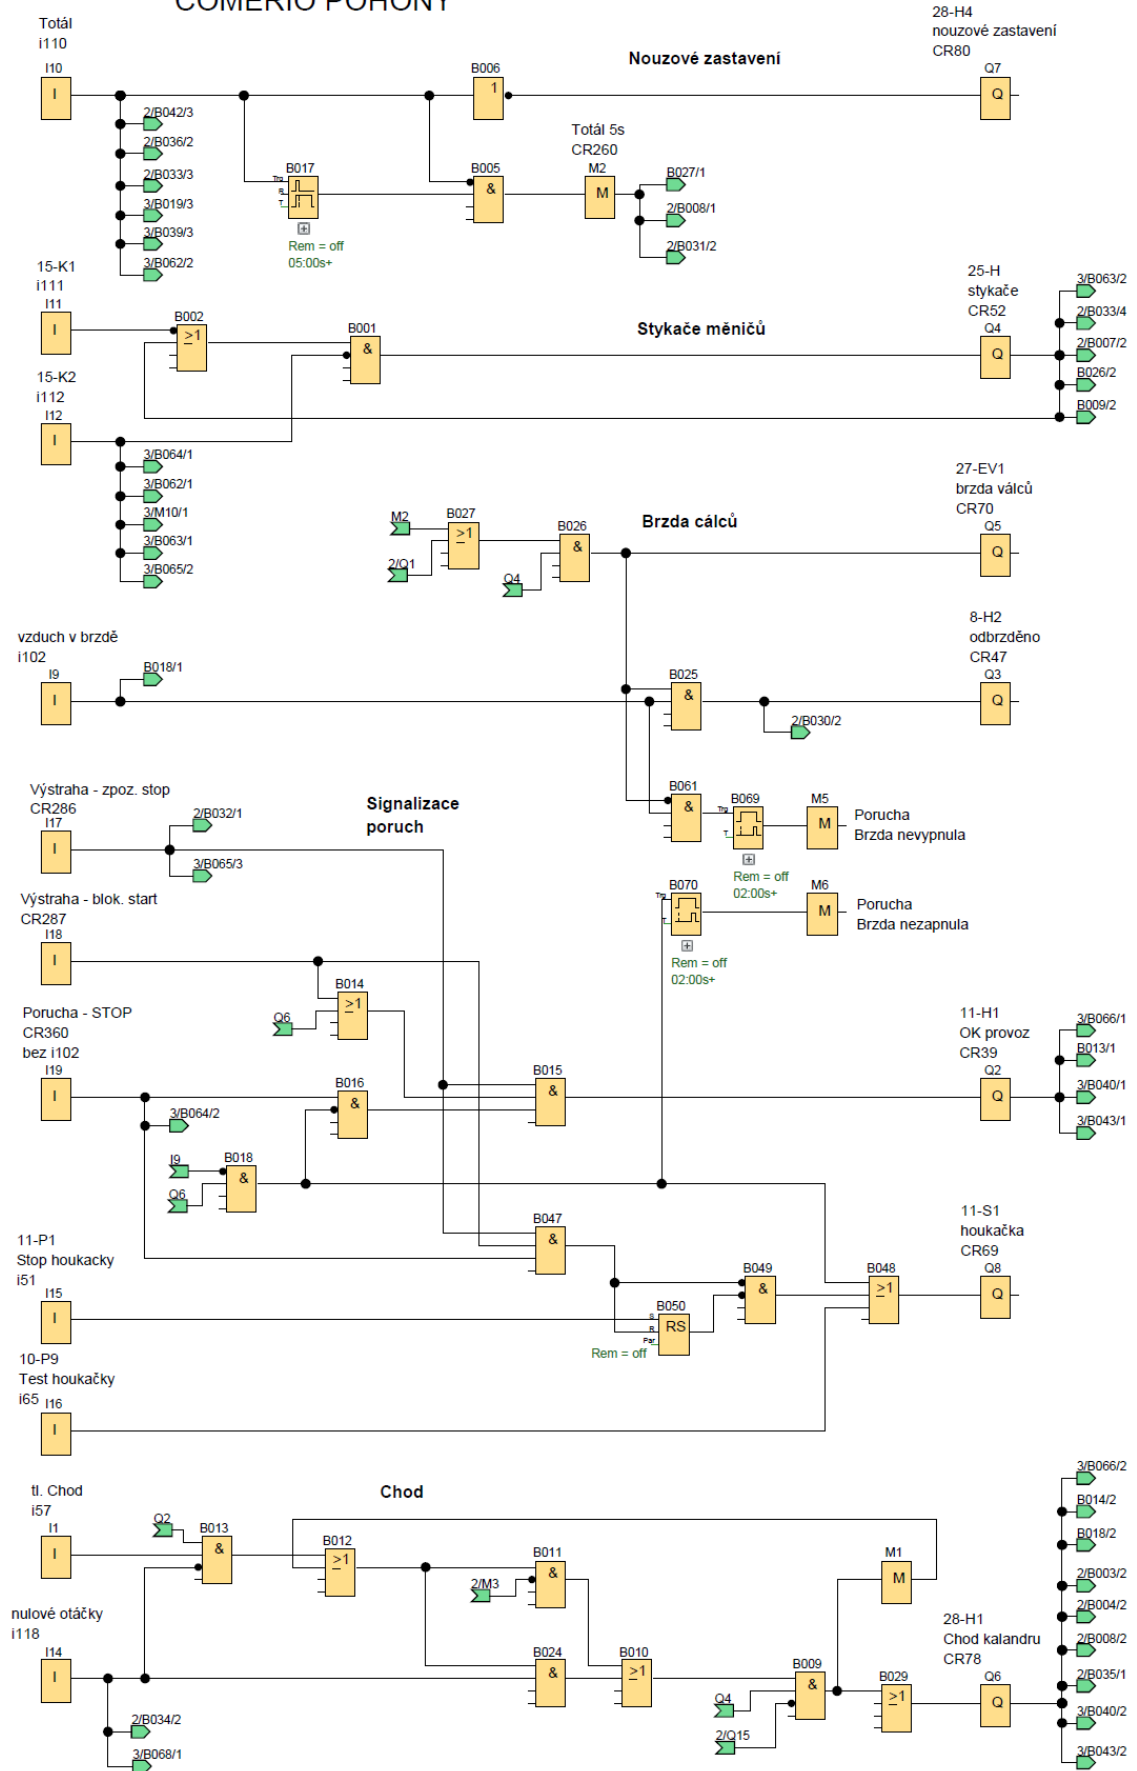 COMERIO POHONY
Totál
i110
I10
I
2/B042/3
2/B036/2
2/B033/3
3/B019/3
3/B039/3
3/B062/2
B017
Trg
R
T
Rem = off
05:00s+
B006
1
B005
&
Nouzové zastavení
Totál 5s
CR260
M2
M
B027/1
2/B008/1
2/B031/2
28-H4
nouzové zastavení
CR80
Q7
Q
15-K1
i111
I11
I
15-K2
i112
I12
I
3/B064/1
3/B062/1
3/M10/1
3/B063/1
3/B065/2
B002
>1
B001
&
Stykače měničů
25-H
stykače
CR52
Q4
Q
3/B063/2
2/B033/4
2/B007/2
B026/2
B009/2
M2
2/Q1
B027
>1
Q4
B026
&
Brzda cálců
27-EV1
brzda válců
CR70
Q5
Q
vzduch v brzdě
i102
I9
I
B018/1
B025
&
2/B030/2
8-H2
odbrzděno
CR47
Q3
Q
Výstraha - zpoz. stop
CR286
I17
I
2/B032/1
3/B065/3
Signalizace
poruch
B061
&
B069
Trg
T
Rem = off
02:00s+
M5
M
Porucha
Brzda nevypnula
B070
Trg
T
Rem = off
02:00s+
M6
M
Porucha
Brzda nezapnula
Výstraha - blok. start
CR287
I18
I
Q6
B014
>1
Porucha - STOP
CR360
bez i102
I19
I
3/B064/2
B016
&
B015
&
11-H1
OK provoz
CR39
Q2
Q
3/B066/1
B013/1
3/B040/1
3/B043/1
I9
Q6
B018
&
B047
&
11-P1
Stop houkacky
i51
I15
I
B050
S
R
Par
RS
Rem = off
B049
&
B048
>1
11-S1
houkačka
CR69
Q8
Q
10-P9
Test houkačky
i65
I16
I
Chod
tl. Chod
i57
I1
I
Q2
B013
&
B012
>1
2/M3
B011
&
M1
M
nulové otáčky
i118
I14
I
2/B034/2
3/B068/1
B024
&
B010
>1
Q4
2/Q15
B009
&
B029
>1
28-H1
Chod kalandru
CR78
Q6
Q
3/B066/2
B014/2
B018/2
2/B003/2
2/B004/2
2/B008/2
2/B035/1
3/B040/2
3/B043/2